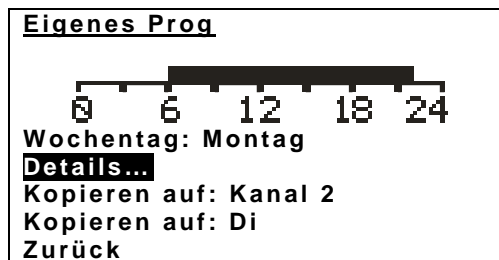 Eigenes Prog
0 6 12 18 24
Wochentag: Montag
Details…
Kopieren auf: Kanal 2
Kopieren auf: Di
Zurück